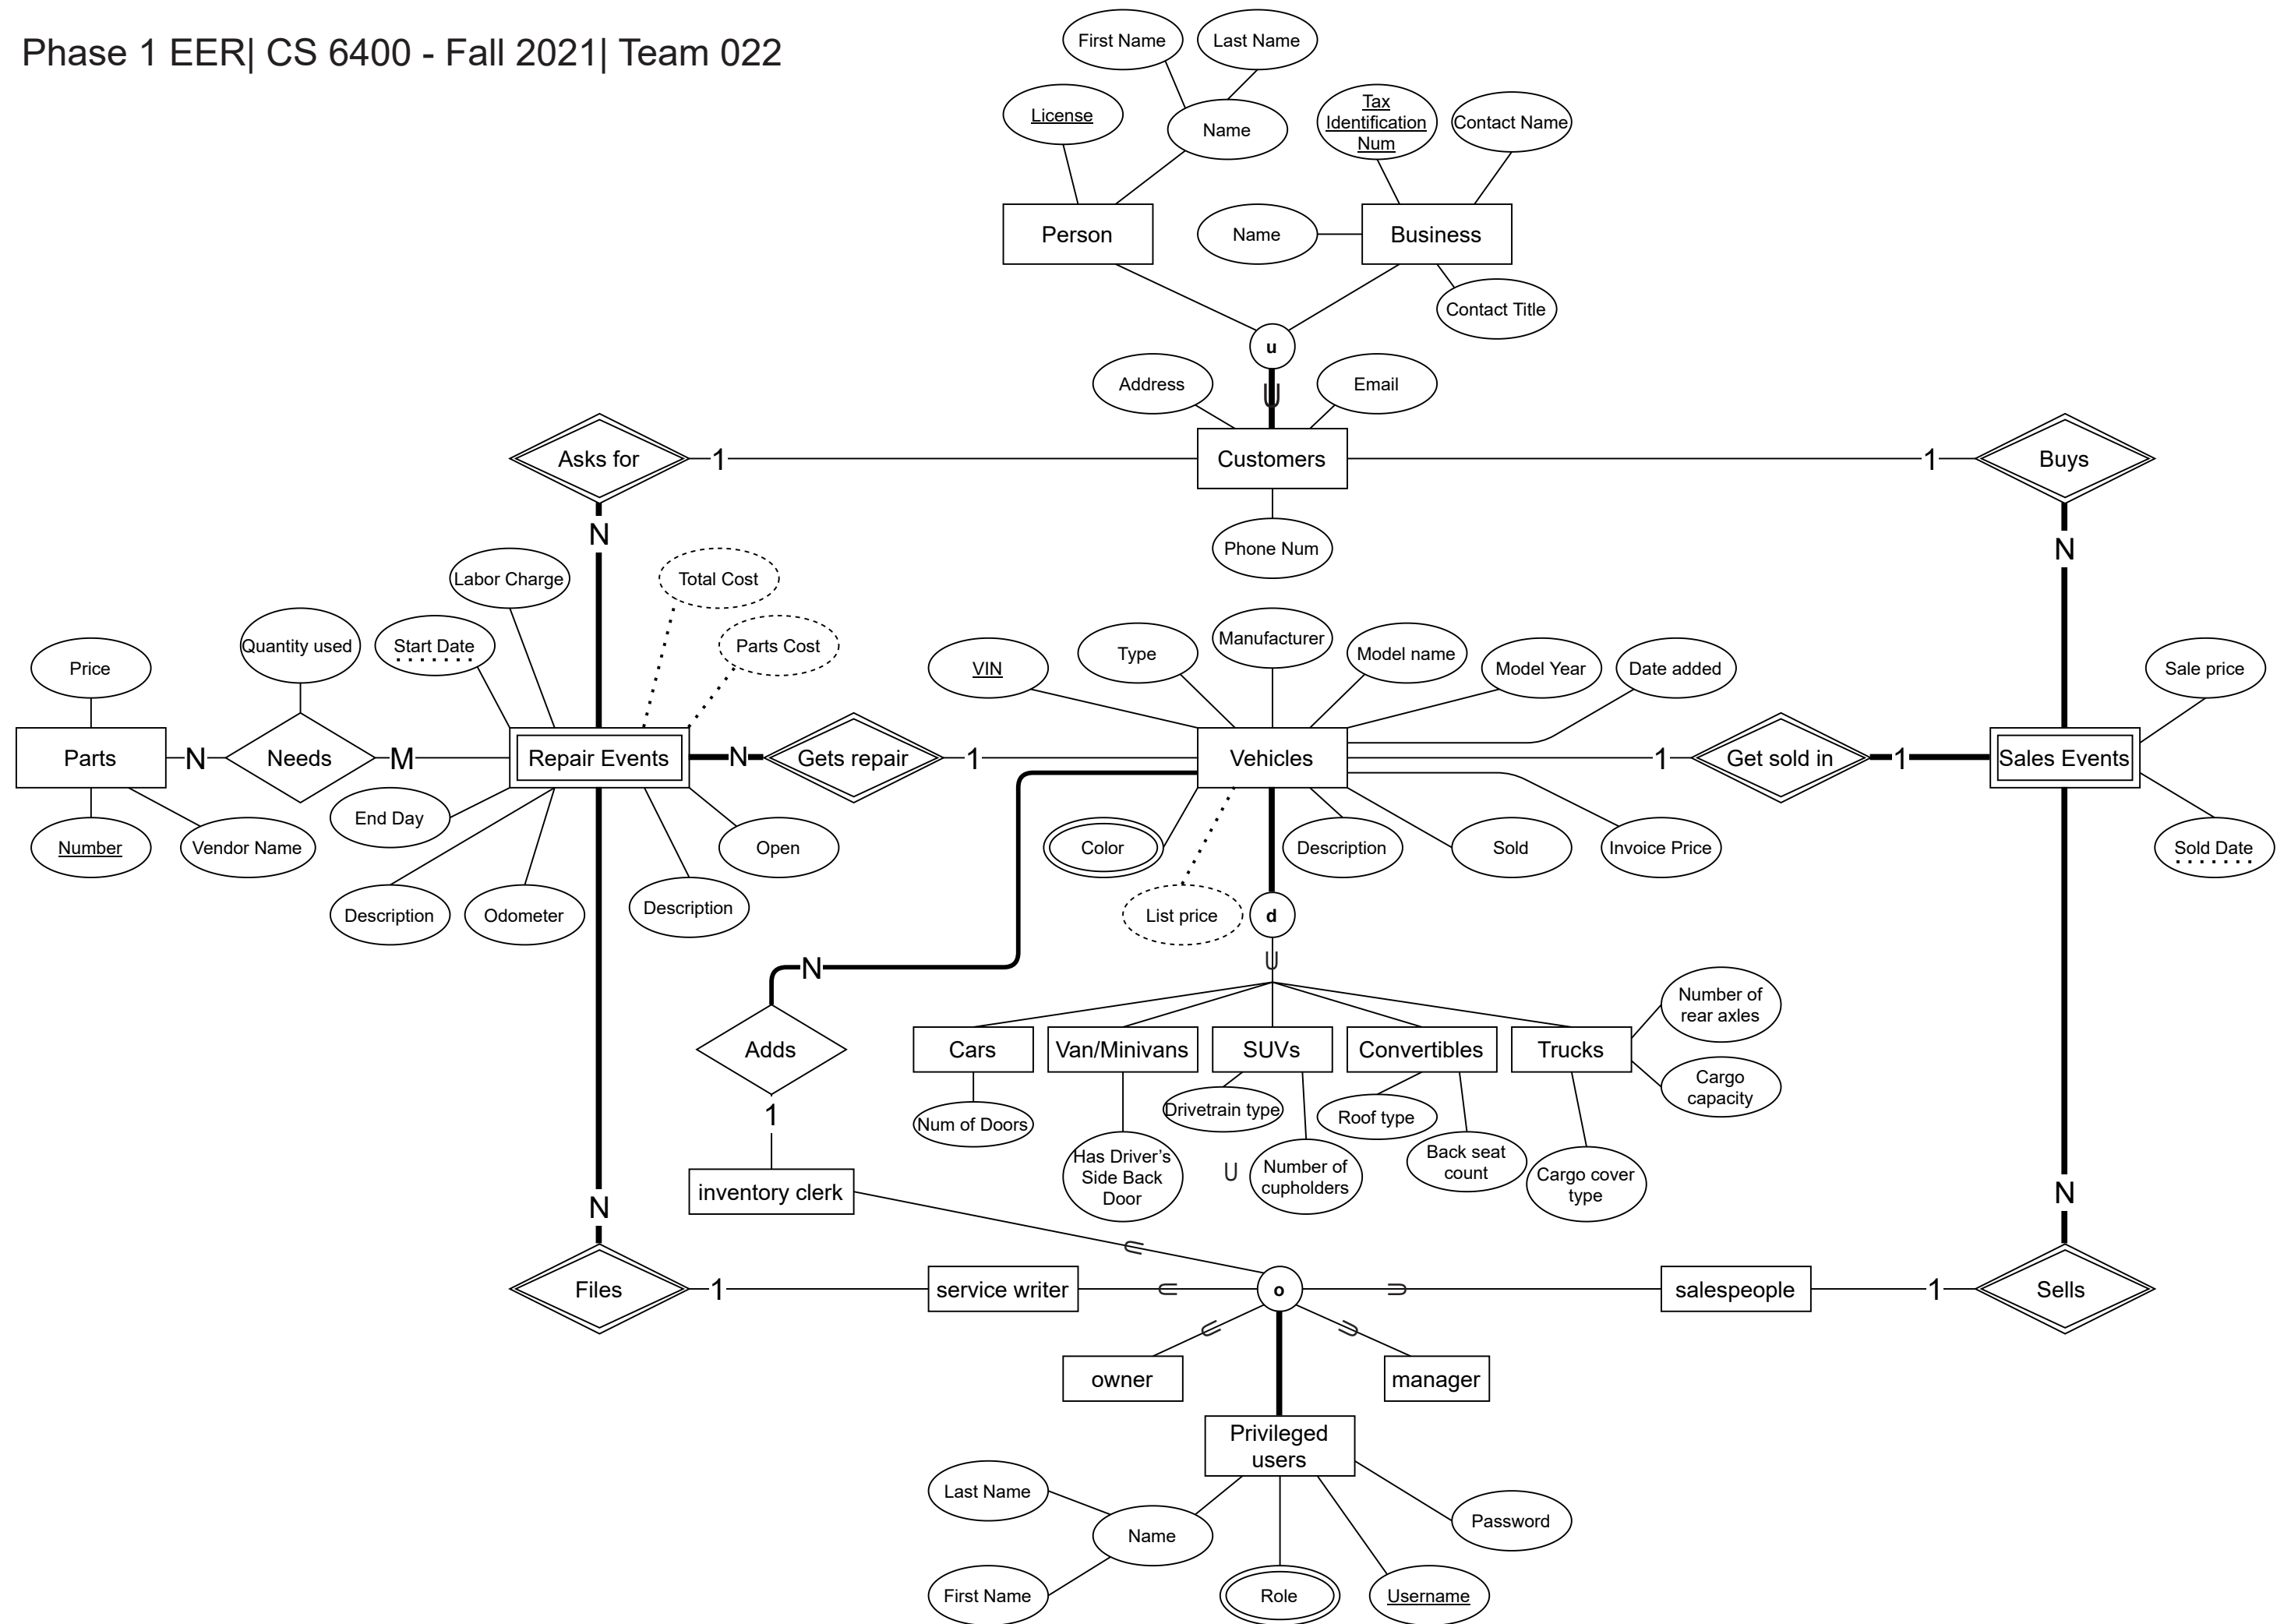 Phase 1 EER| CS 6400 - Fall 2021| Team 022
First Name
Last Name
License
Name
Tax
Identification
Num
Contact Name
Person
Name
Business
Contact Title
u
Address
Email
U
Asks for
1
Customers
1
Buys
N
Phone Num
N
Labor Charge
Total Cost
Quantity used
Start Date
Parts Cost
Price
VIN
Type
Manufacturer
Model name
Model Year
Date added
Sale price
Parts
N
Needs
M
Repair Events
N
Gets repair
1
Vehicles
1
Get sold in
1
Sales Events
End Day
Number
Vendor Name
Open
Color
Description
Sold
Invoice Price
Sold Date
Description
Odometer
Description
List price
d
N
U
Number of
rear axles
Adds
Cars
Van/Minivans
SUVs
Convertibles
Trucks
Cargo
capacity
1
Num of Doors
Drivetrain type
Roof type
Has Driver’s
Side Back
Door
U
Number of
cupholders
Back seat
count
Cargo cover
type
inventory clerk
N
N
U
Files
1
service writer
U
o
U
salespeople
1
Sells
U
U
owner
manager
Privileged
users
Last Name
Name
Password
First Name
Role
Username